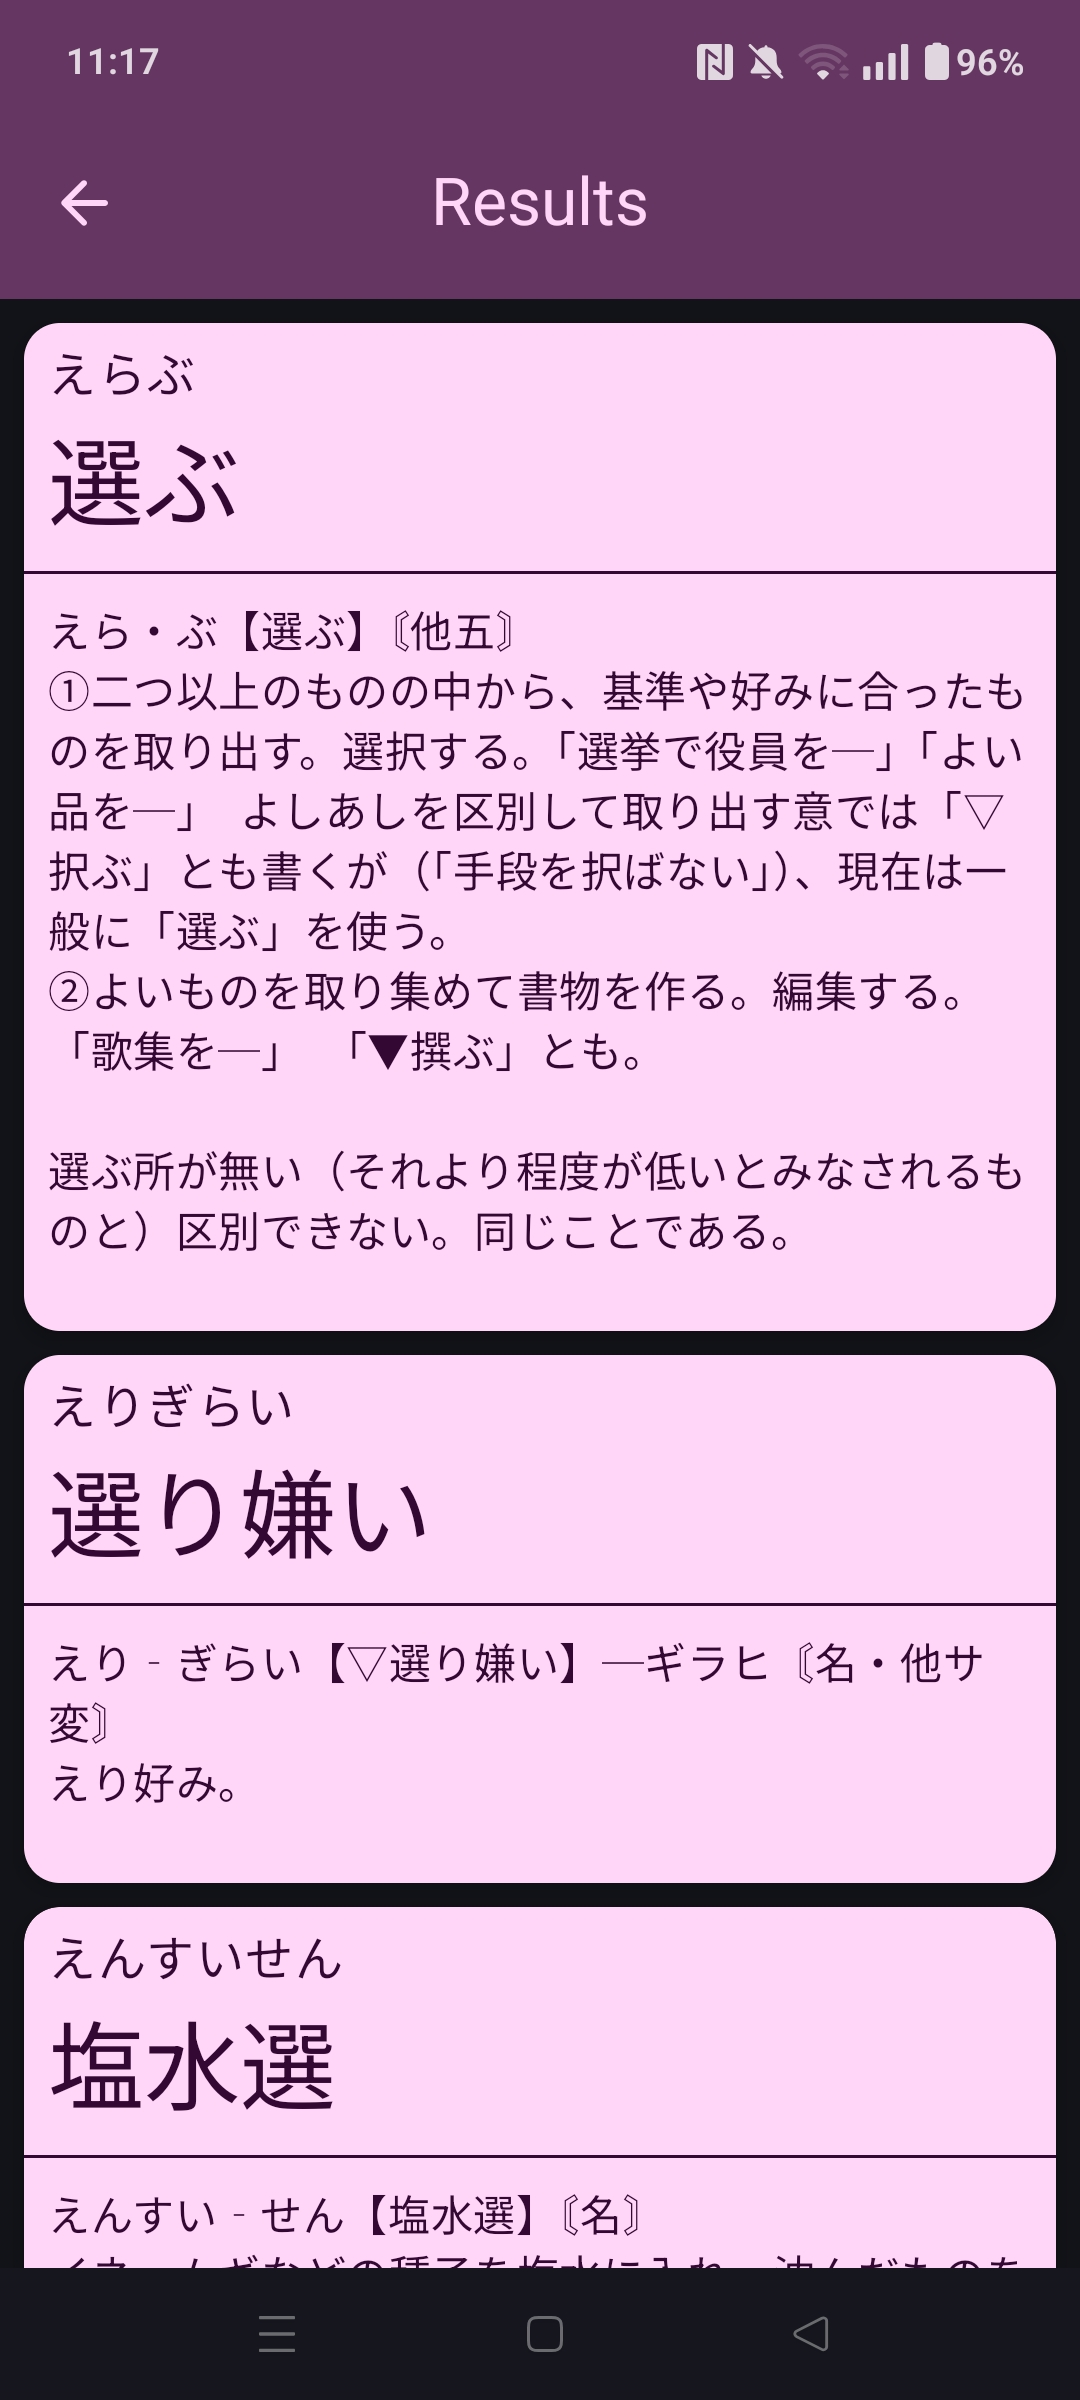 11:17
96%
Results
えらぶ
選ぶ
えら・ぶ【選ぶ】〘他五〙
①二つ以上のものの中から、基準や好みに合ったも
のを取り出す。選択する。「選挙で役員を─」「よい
品を─」　よしあしを区別して取り出す意では「▽
択ぶ」とも書くが（「手段を択ばない」）、現在は一
般に「選ぶ」を使う。
②よいものを取り集めて書物を作る。編集する。
「歌集を─」　「▼撰ぶ」とも。
選ぶ所が無い（それより程度が低いとみなされるも
のと）区別できない。同じことである。
えりぎらい
選り嫌い
えり‐ぎらい【▽選り嫌い】─ギラヒ〘名・他サ
変〙
えり好み。
えんすいせん
塩水選
えんすい‐せん【塩水選】〘名〙